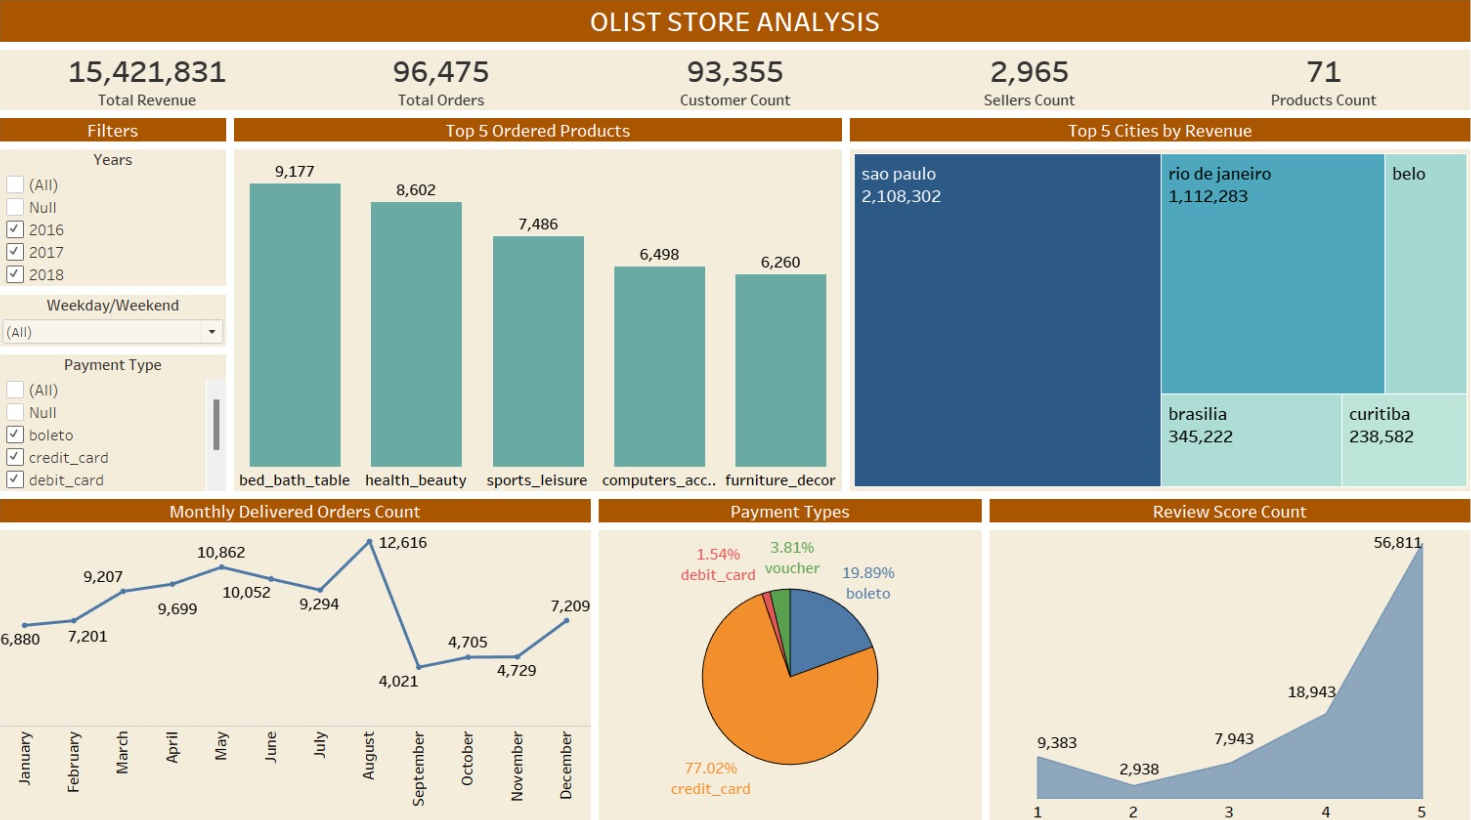 OLIST STORE ANALYSIS
15,421,831
Total Revenue
96,475
Total Orders
93,355
Customer Count
2,965
Sellers Count
71
Products Count
Filters
Years
(All)
Null
2016
2017
2018
Weekday/Weekend
(All)
Payment Type
(All)
Null
boleto
credit_card
debit_card
Top 5 Ordered Products
9,177
8,602
7,486
6,498
6,260
bed_bath_table
health_beauty
sports_leisure
computers_acc..
furniture_decor
Top 5 Cities by Revenue
sao paulo
2,108,302
rio de janeiro
1,112,283
belo
brasilia
345,222
curitiba
238,582
Monthly Delivered Orders Count
6,880
7,201
9,207
9,699
10,862
10,052
9,294
12,616
4,021
4,705
4,729
7,209
January
February
March
April
May
June
July
August
September
October
November
December
Payment Types
1.54%
debit_card
3.81%
voucher
19.89%
boleto
77.02%
credit_card
Review Score Count
9,383
2,938
7,943
18,943
56,811
1
2
3
4
5